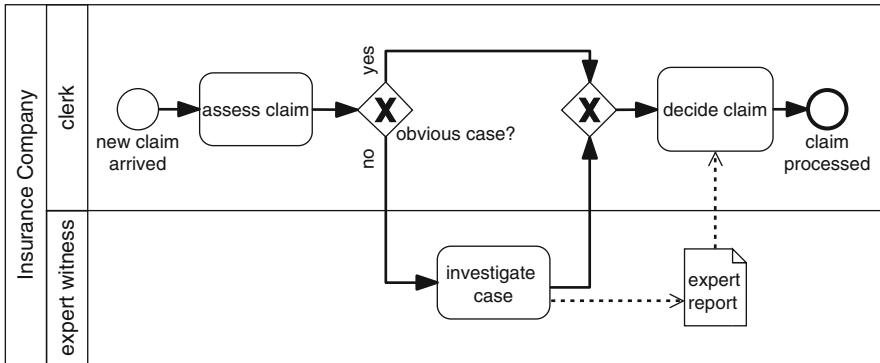 Insurance Company
clerk
new claim
arrived
assess claim
yes
X
obvious case?
no
X
decide claim
claim
processed
expert witness
investigate
case
expert
report